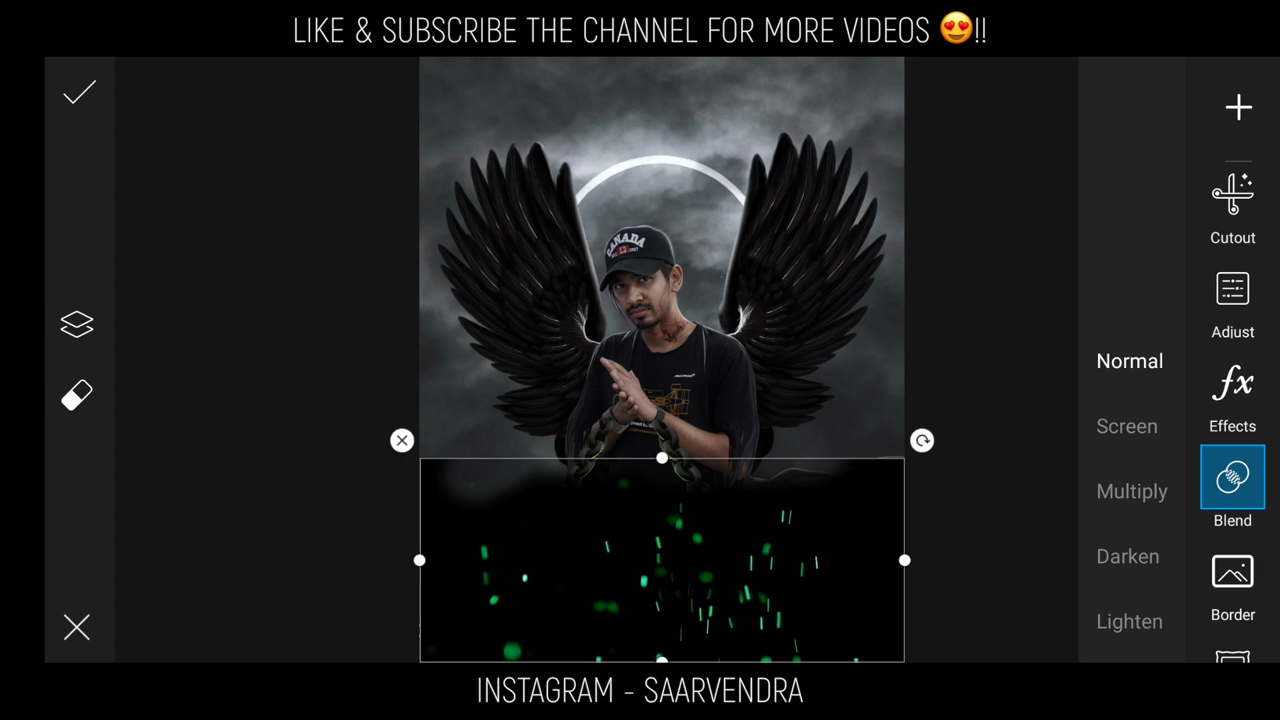 LIKE & SUBSCRIBE THE CHANNEL FOR MORE VIDEOS 😍!!
CANADA
Cutout
Adjust
Effects
Blend
Border
Normal
Screen
Multiply
Darken
Lighten
INSTAGRAM - SAARVENDRA